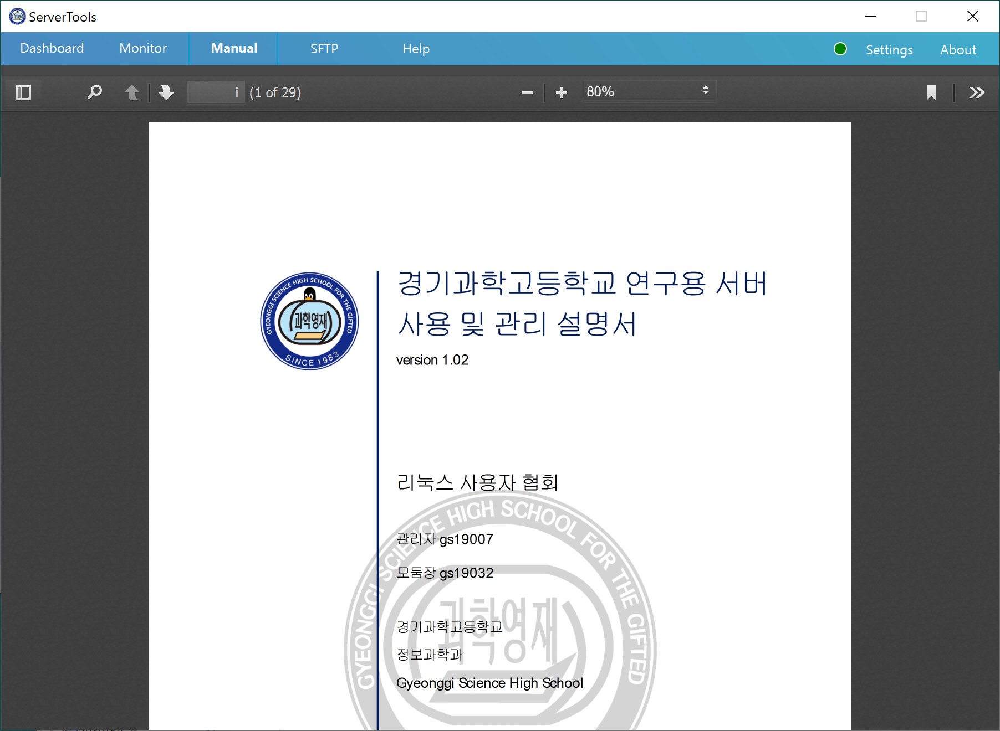 ServerTools
Dashboard Monitor Manual SFTP Help Settings About
i (1 of 29) 80%
경기과학고등학교 연구용 서버
사용 및 관리 설명서
version 1.02
GYEONGGI SCIENCE HIGH SCHOOL FOR THE GIFTED
과학영재
SINCE 1983
리눅스 사용자 협회
관리자 gs19007
모둠장 gs19032
경기과학고등학교
정보과학과
Gyeonggi Science High School
GYEONGGI SCIENCE HIGH SCHOOL FOR THE GIFTED
과학영재